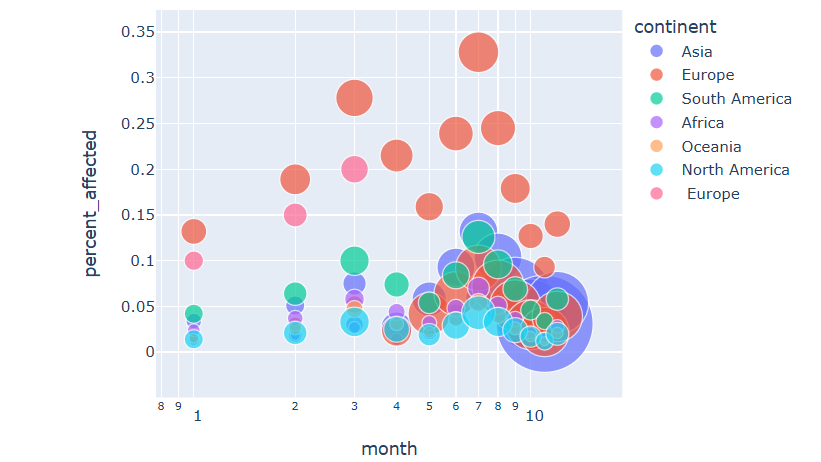 continent
Asia
Europe
South America
Africa
Oceania
North America
Europe
percent_affected
0.35
0.3
0.25
0.2
0.15
0.1
0.05
0
8 9 1 2 3 4 5 6 7 8 9 10
month